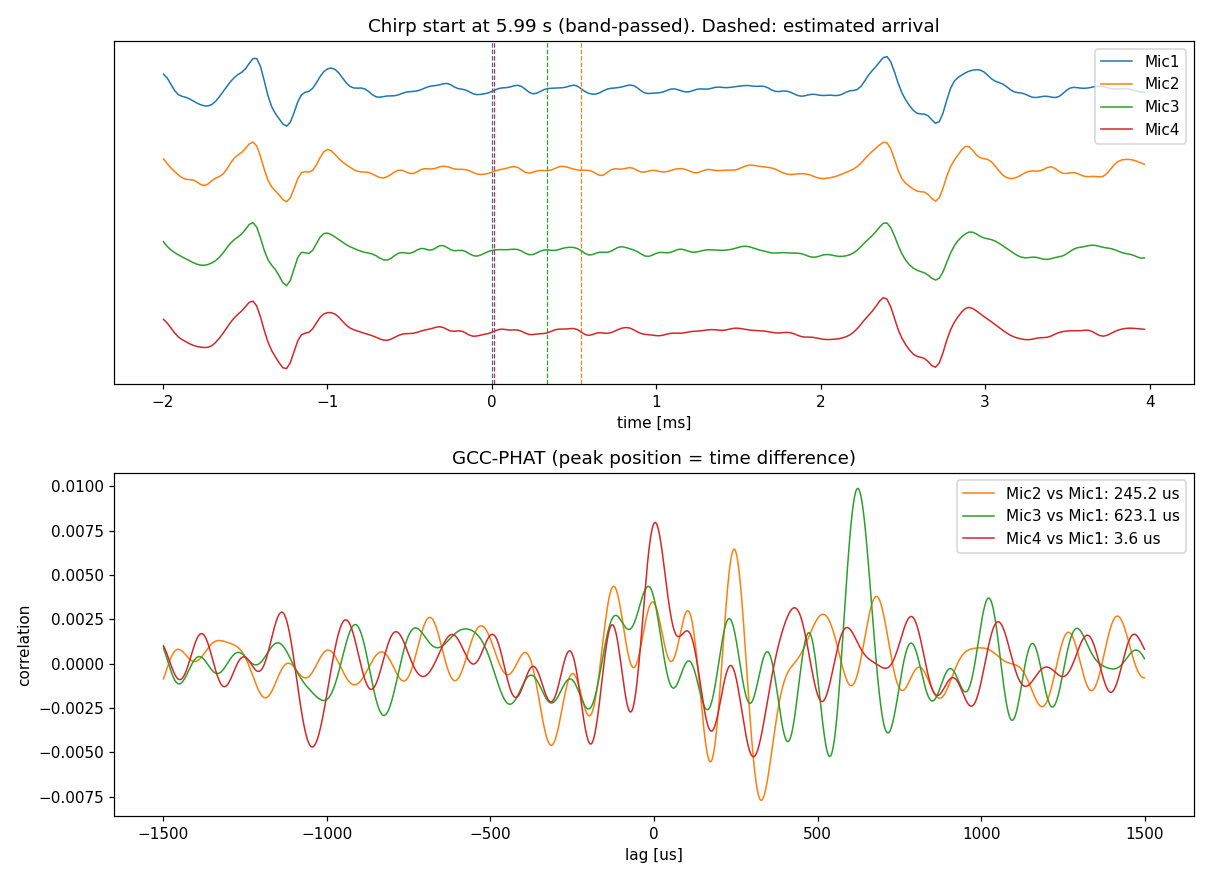 Chirp start at 5.99 s (band-passed). Dashed: estimated arrival
Mic1
Mic2
Mic3
Mic4
−2 −1 0 1 2 3 4
time [ms]
GCC-PHAT (peak position = time difference)
Mic2 vs Mic1: 245.2 us
Mic3 vs Mic1: 623.1 us
Mic4 vs Mic1: 3.6 us
0.0100
0.0075
0.0050
0.0025
0.0000
−0.0025
−0.0050
−0.0075
correlation
−1500 −1000 −500 0 500 1000 1500
lag [us]